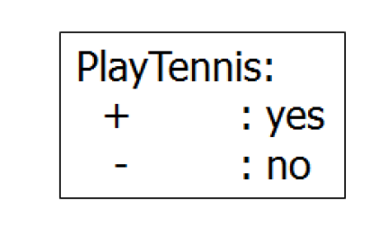 PlayTennis:
+ : yes
- : no